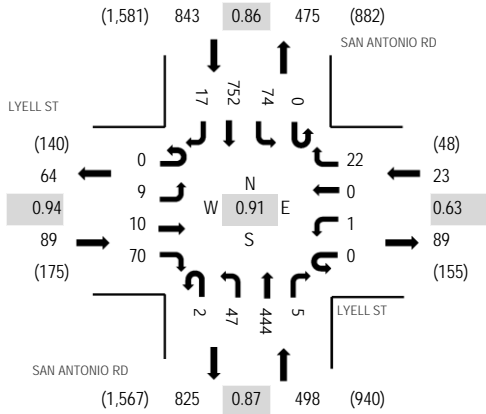 (1,581) 843 0.86 475 (882)
SAN ANTONIO RD
LYELL ST
17 752 74 0
(140)
64
0.94
89
(175)
0
9
10
70
N
W 0.91 E
S
22
0
1
0
(48)
23
0.63
89
(155)
2 47 444 5
LYELL ST
SAN ANTONIO RD
(1,567) 825 0.87 498 (940)